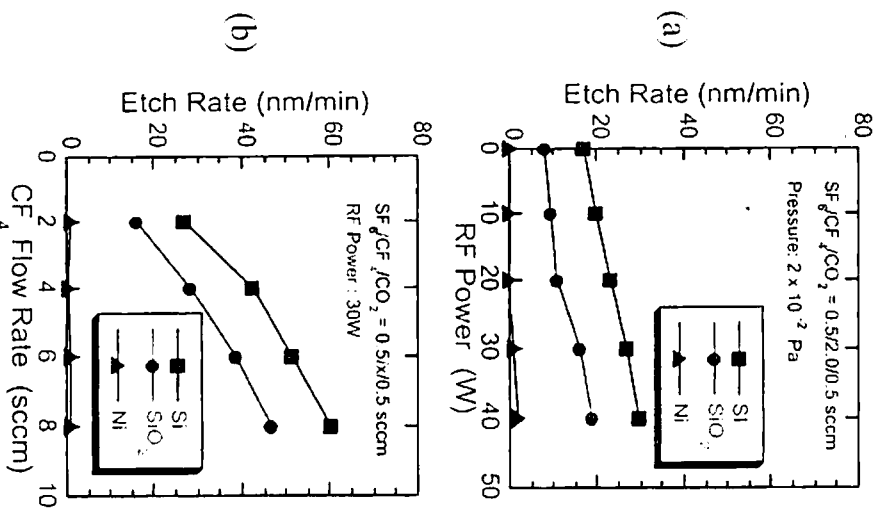 (a)
Etch Rate (nm/min)
80
60
40
20
0
SF6/CF4/CO2 = 0.5/2.0/0.5 sccm
Pressure: 2 x 10-2 Pa
Si
SiO2
Ni
0 10 20 30 40 50
RF Power (W)
(b)
Etch Rate (nm/min)
80
60
40
20
0
SF6/CF4/CO2 = 0.5/x/0.5 sccm
RF Power : 30W
Si
SiO2
Ni
0 2 4 6 8 10
CF4 Flow Rate (sccm)